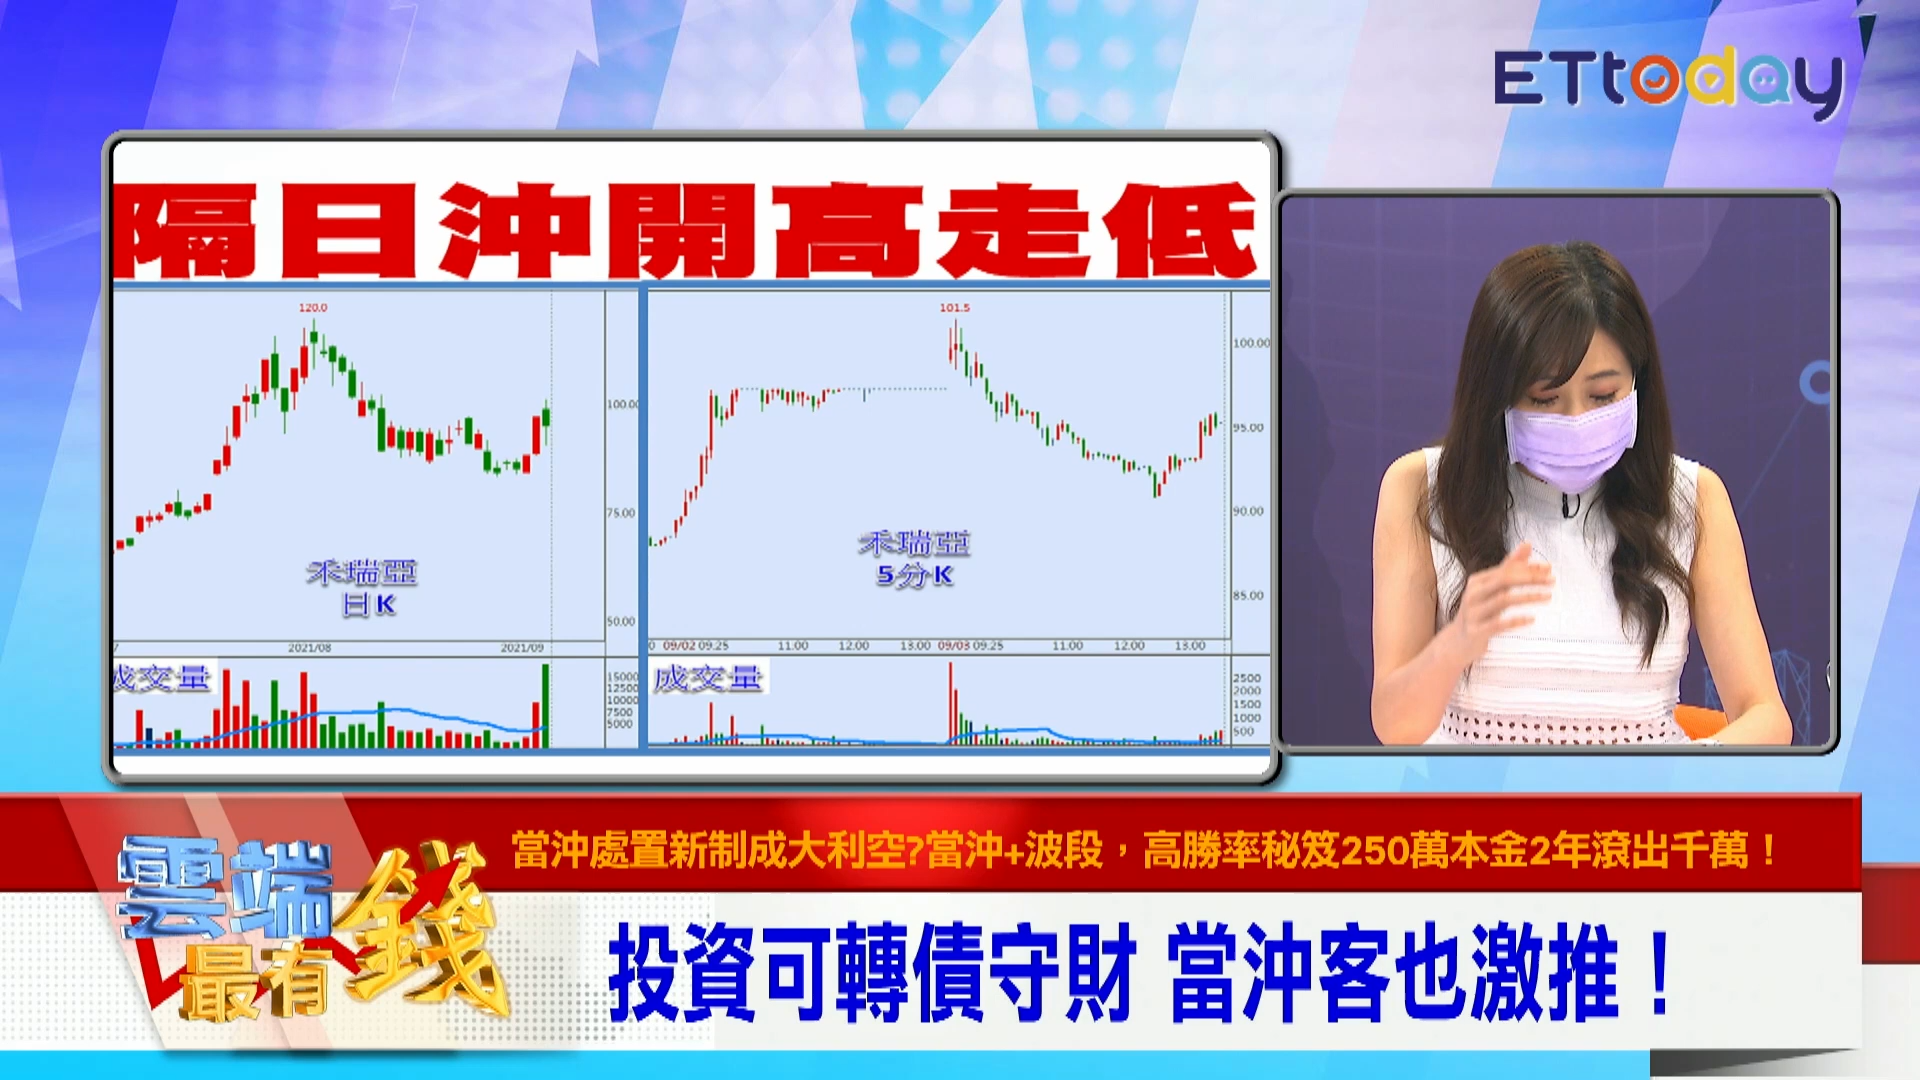 ETtoday
隔日沖開高走低
120.0
100.00
75.00
50.00
禾瑞亞
日K
2021/08
2021/09
成交量
15000
12500
10000
7500
5000
101.5
100.00
95.00
90.00
85.00
禾瑞亞
5分K
09/02 09:25 11:00 12:00 13:00 09/03 09:25 11:00 12:00 13:00
成交量
2500
2000
1500
1000
500
當沖處置新制成大利空?當沖+波段，高勝率秘笈250萬本金2年滾出千萬！
雲端最有錢
投資可轉債守財 當沖客也激推！